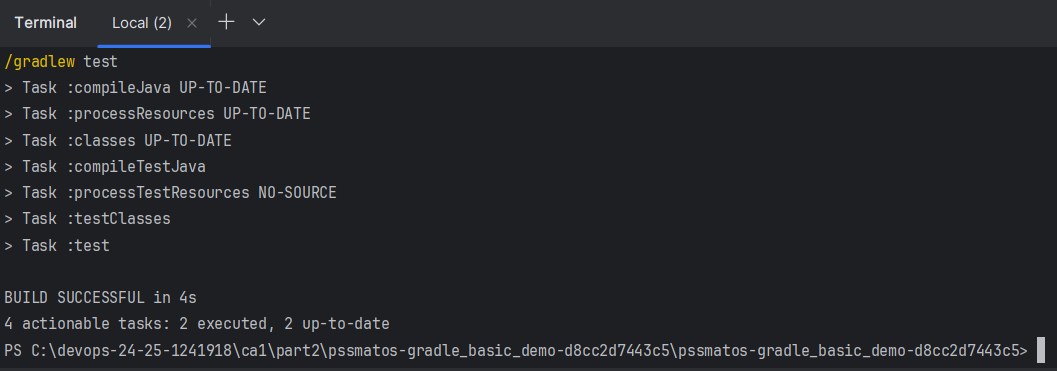 Terminal Local (2) ×
/gradlew test
> Task :compileJava UP-TO-DATE
> Task :processResources UP-TO-DATE
> Task :classes UP-TO-DATE
> Task :compileTestJava
> Task :processTestResources NO-SOURCE
> Task :testClasses
> Task :test
BUILD SUCCESSFUL in 4s
4 actionable tasks: 2 executed, 2 up-to-date
PS C:\devops-24-25-1241918\ca1\part2\pssmatos-gradle_basic_demo-d8cc2d7443c5\pssmatos-gradle_basic_demo-d8cc2d7443c5>